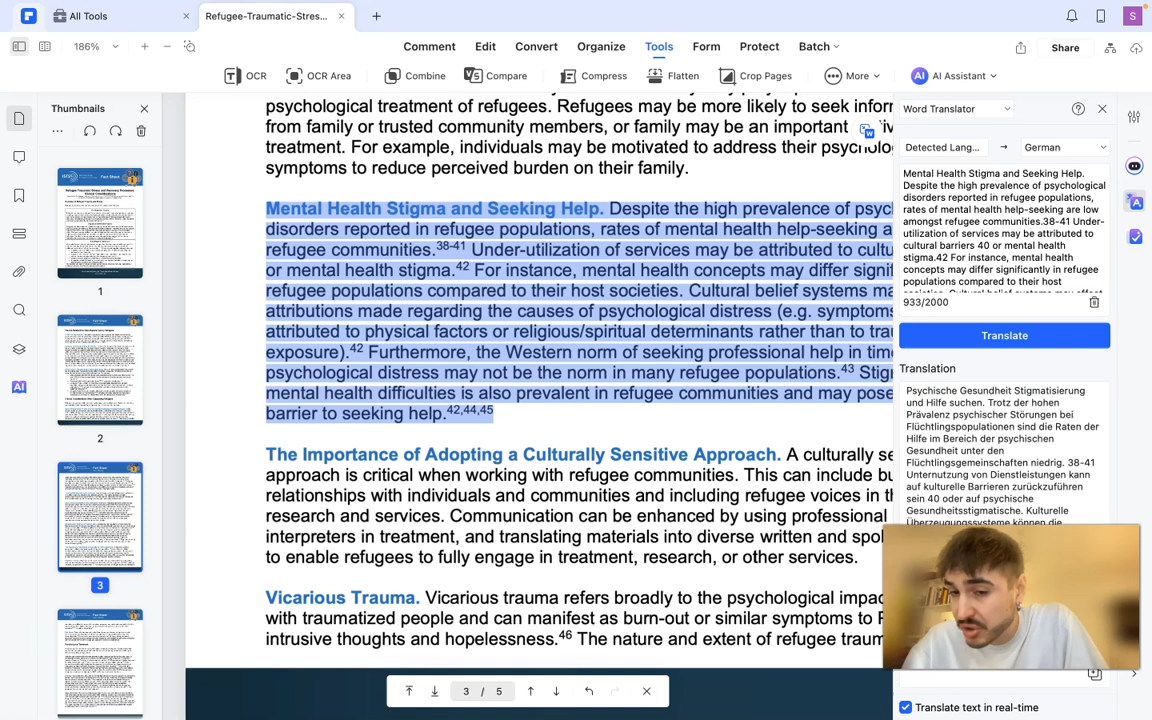 All Tools
Refugee-Traumatic-Stres...
S
186%
Comment Edit Convert Organize Tools Form Protect Batch
Share
OCR OCR Area Combine Compare Compress Flatten Crop Pages More AI Assistant
Thumbnails
1
2
3
psychological treatment of refugees. Refugees may be more likely to seek infor
from family or trusted community members, or family may be an important
treatment. For example, individuals may be motivated to address their psycholog
symptoms to reduce perceived burden on their family.
Mental Health Stigma and Seeking Help. Despite the high prevalence of psyc
disorders reported in refugee populations, rates of mental health help-seeking a
refugee communities. 38-41 Under-utilization of services may be attributed to cultu
or mental health stigma.42 For instance, mental health concepts may differ signif
refugee populations compared to their host societies. Cultural belief systems ma
attributions made regarding the causes of psychological distress (e.g. symptoms
attributed to physical factors or religious/spiritual determinants rather than to trau
exposure).42 Furthermore, the Western norm of seeking professional help in time
psychological distress may not be the norm in many refugee populations.43 Stig
mental health difficulties is also prevalent in refugee communities and may pose
barrier to seeking help.42,44,45
The Importance of Adopting a Culturally Sensitive Approach. A culturally se
approach is critical when working with refugee communities. This can include bu
relationships with individuals and communities and including refugee voices in th
research and services. Communication can be enhanced by using professional
interpreters in treatment, and translating materials into diverse written and spo
to enable refugees to fully engage in treatment, research, or other services.
Vicarious Trauma. Vicarious trauma refers broadly to the psychological impac
with traumatized people and can manifest as burn-out or similar symptoms to P
intrusive thoughts and hopelessness.46 The nature and extent of refugee traum
3 / 5
Word Translator
Detected Lang... → German
Mental Health Stigma and Seeking Help.
Despite the high prevalence of psychological
disorders reported in refugee populations,
rates of mental health help-seeking are low
amongst refugee communities.38-41 Under-
utilization of services may be attributed to
cultural barriers 40 or mental health
stigma.42 For instance, mental health
concepts may differ significantly in refugee
populations compared to their host
societies. Cultural belief systems may affect
933/2000
Translate
Translation
Psychische Gesundheit Stigmatisierung
und Hilfe suchen. Trotz der hohen
Prävalenz psychischer Störungen bei
Flüchtlingspopulationen sind die Raten der
Hilfe im Bereich der psychischen
Gesundheit unter den
Flüchtlingsgemeinschaften niedrig. 38-41
Unternutzung von Dienstleistungen kann
auf kulturelle Barrieren zurückzuführen
sein 40 oder auf psychische
Gesundheitsstigmatische. Kulturelle
Überzeugungssysteme können die
Translate text in real-time